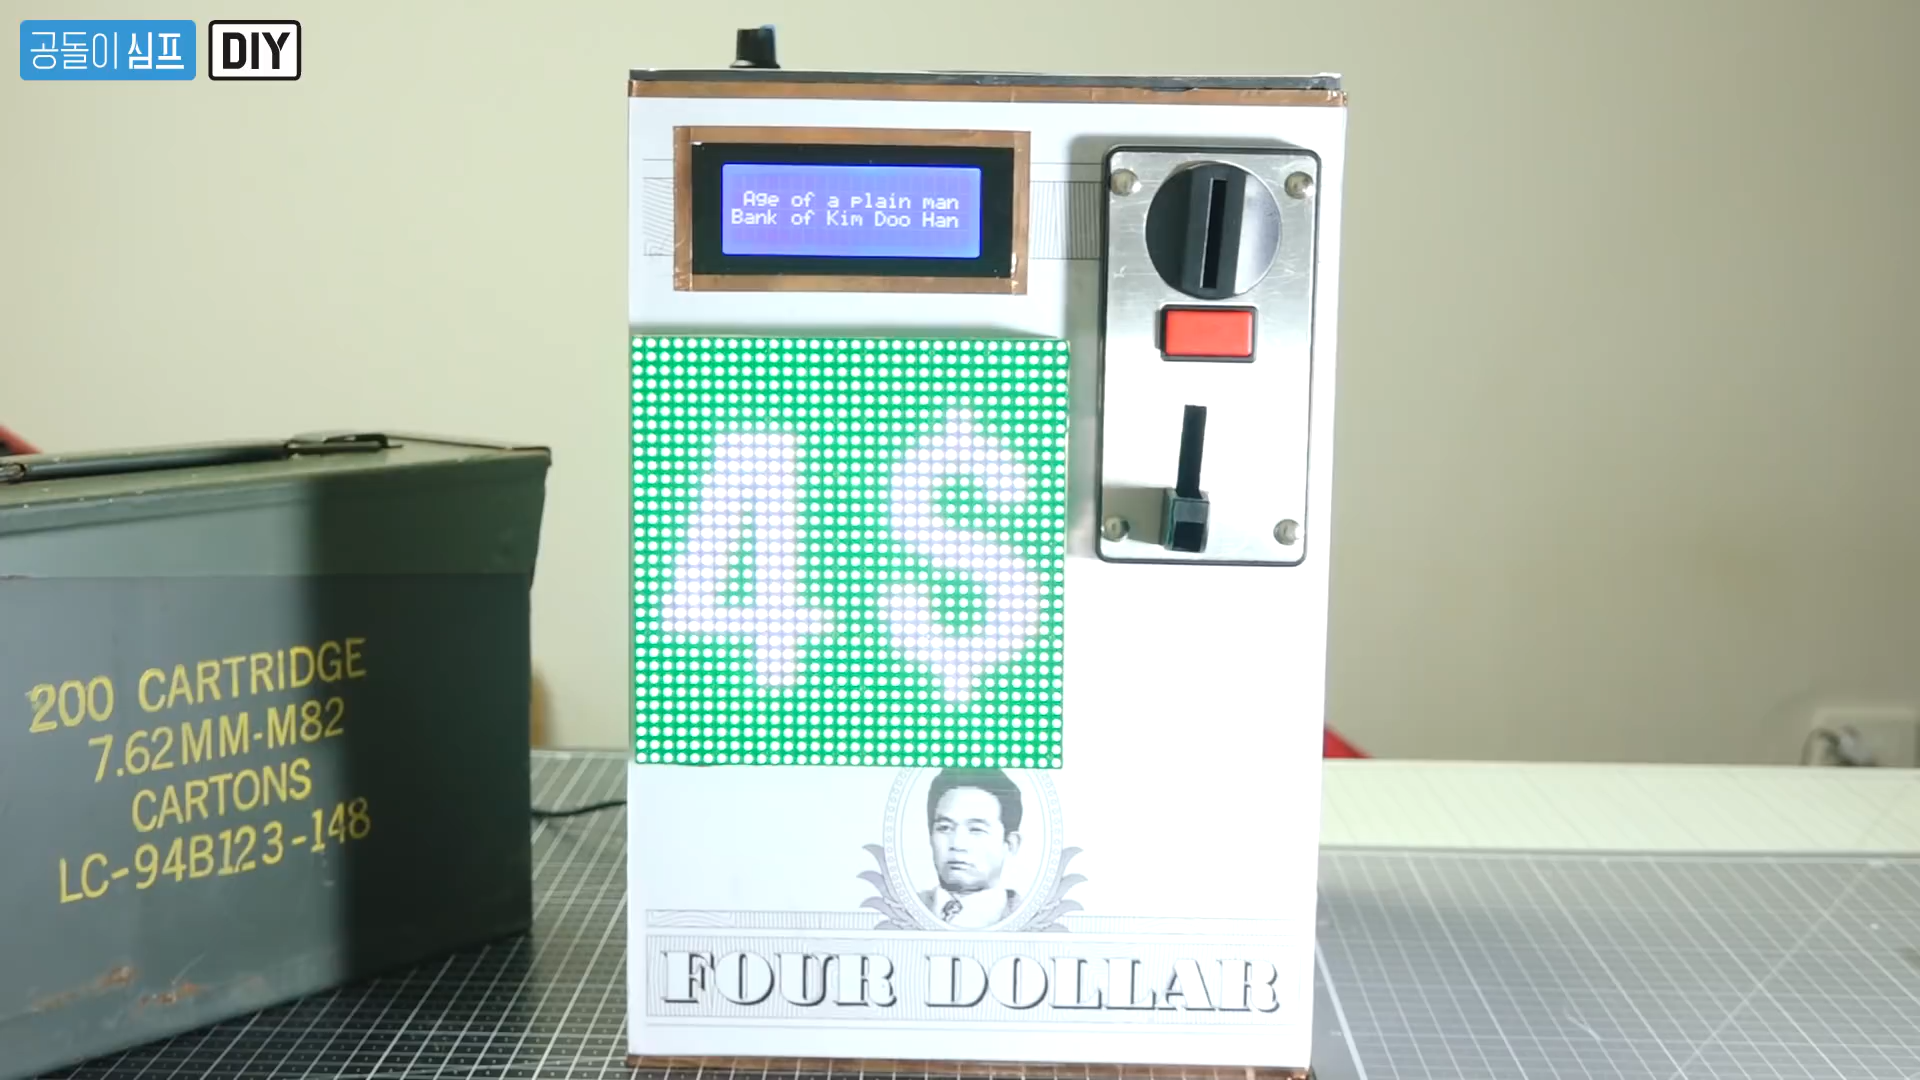 공돌이 심프 DIY
Age of a plain man
Bank of Kim Doo Han
4$
200 CARTRIDGE
7.62MM-M82
CARTONS
LC-94B123-148
FOUR DOLLAR